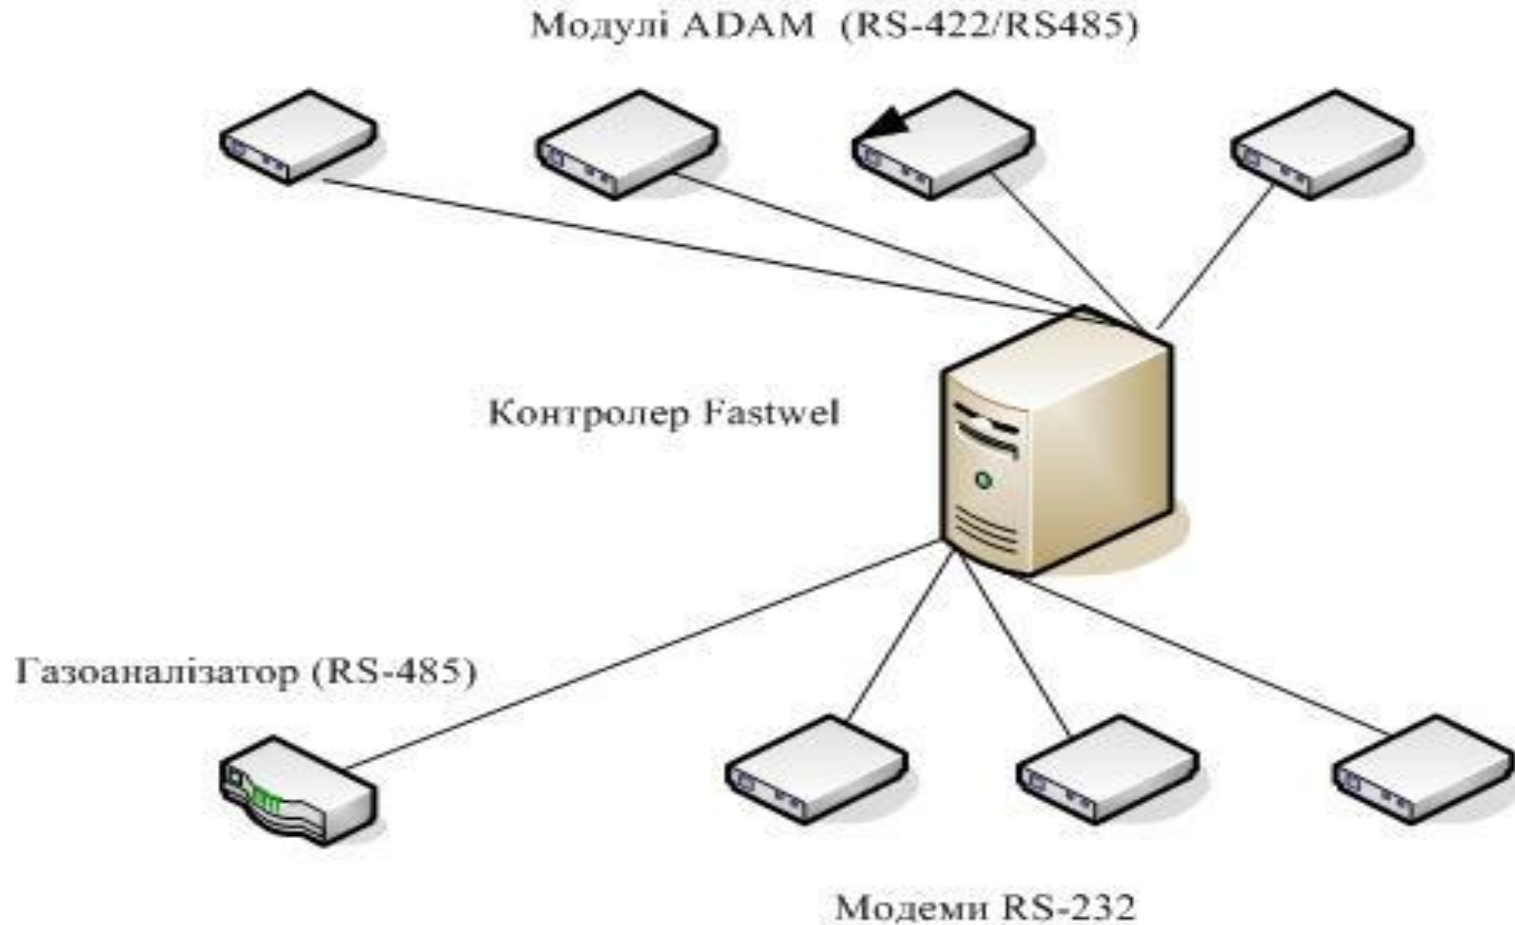 Модулі ADAM (RS-422/RS485)
Контролер Fastwel
Газоаналізатор (RS-485)
Модеми RS-232